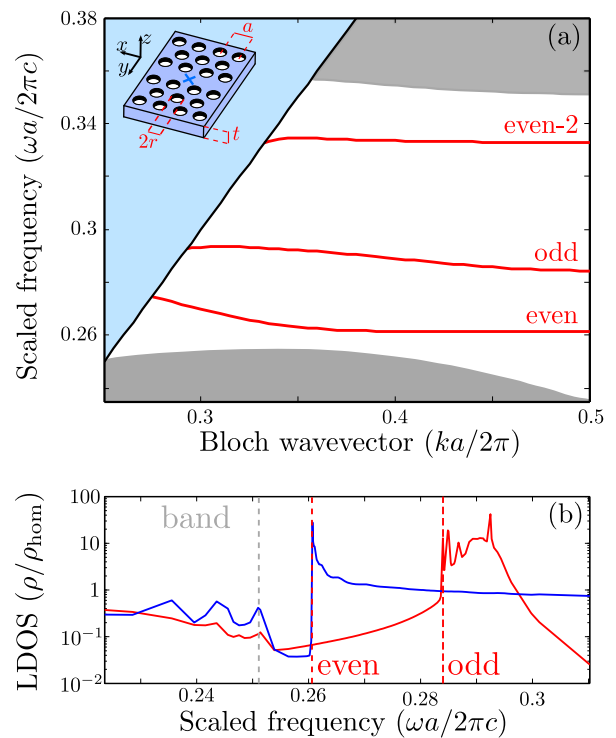 0.38
(a)
x
z
y
a
2r
t
0.34
even-2
0.3
odd
even
0.26
Scaled frequency (ωa/2πc)
0.3
0.4
0.5
Bloch wavevector (ka/2π)
100
band
(b)
10
1
10⁻¹
10⁻²
even
odd
LDOS (ρ/ρhom)
0.24
0.26
0.28
0.3
Scaled frequency (ωa/2πc)